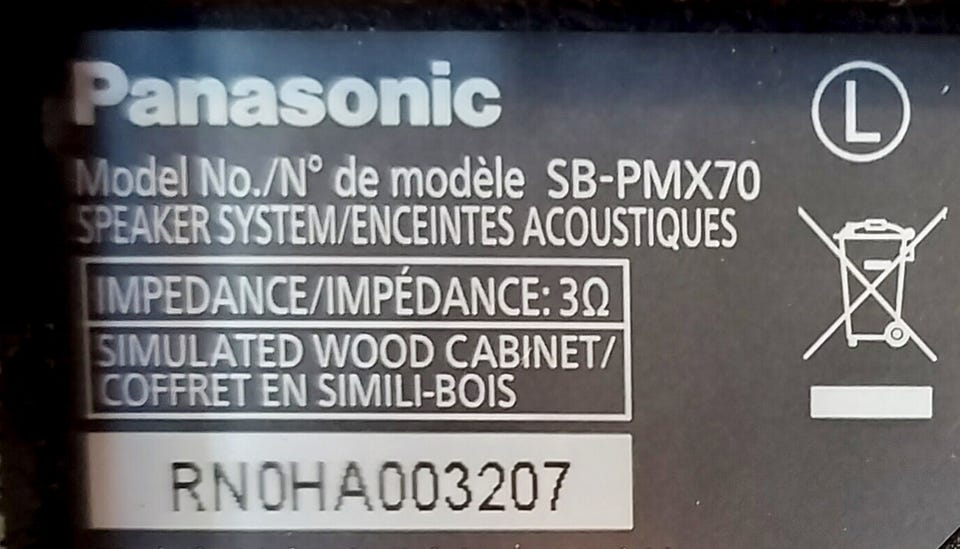 Panasonic
L
Model No./N° de modèle SB-PMX70
SPEAKER SYSTEM/ENCEINTES ACOUSTIQUES
IMPEDANCE/IMPÉDANCE: 3Ω
SIMULATED WOOD CABINET/
COFFRET EN SIMILI-BOIS
RN0HA003207